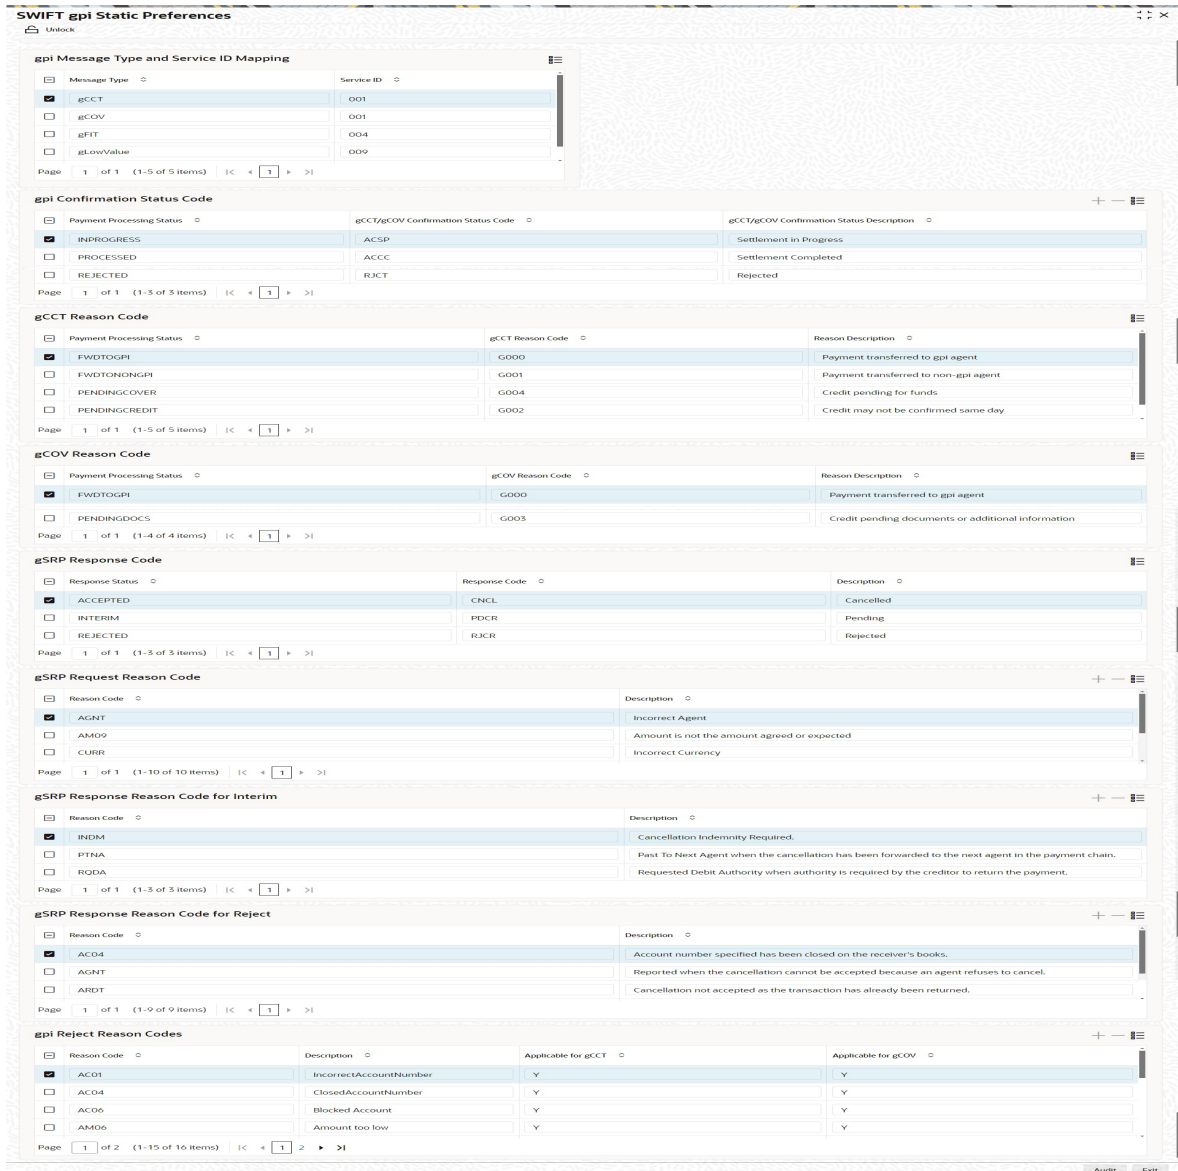 SWIFT gpi Static Preferences
Unlock
gpi Message Type and Service ID Mapping
Message Type Service ID
gCCT 001
gCOV 001
gFIT 004
gLowValue 009
Page 1 of 1 (1-5 of 5 items) 1
gpi Confirmation Status Code
Payment Processing Status gCCT/gCOV Confirmation Status Code gCCT/gCOV Confirmation Status Description
INPROGRESS ACSP Settlement in Progress
PROCESSED ACCC Settlement Completed
REJECTED RJCT Rejected
Page 1 of 1 (1-3 of 3 items) 1
gCCT Reason Code
Payment Processing Status gCCT Reason Code Reason Description
FWDTOGPI G000 Payment transferred to gpi agent
FWDTONONGPI G001 Payment transferred to non-gpi agent
PENDINGCOVER G004 Credit pending for funds
PENDINGCREDIT G002 Credit may not be confirmed same day
Page 1 of 1 (1-5 of 5 items) 1
gCOV Reason Code
Payment Processing Status gCOV Reason Code Reason Description
FWDTOGPI G000 Payment transferred to gpi agent
PENDINGDOCS G003 Credit pending documents or additional information
Page 1 of 1 (1-4 of 4 items) 1
gSRP Response Code
Response Status Response Code Description
ACCEPTED CNCL Cancelled
INTERIM PDCR Pending
REJECTED RJCR Rejected
Page 1 of 1 (1-3 of 3 items) 1
gSRP Request Reason Code
Reason Code Description
AGNT Incorrect Agent
AM09 Amount is not the amount agreed or expected
CURR Incorrect Currency
Page 1 of 1 (1-10 of 10 items) 1
gSRP Response Reason Code for Interim
Reason Code Description
INDM Cancellation Indemnity Required.
PTNA Past To Next Agent when the cancellation has been forwarded to the next agent in the payment chain.
RQDA Requested Debit Authority when authority is required by the creditor to return the payment.
Page 1 of 1 (1-3 of 3 items) 1
gSRP Response Reason Code for Reject
Reason Code Description
AC04 Account number specified has been closed on the receiver's books.
AGNT Reported when the cancellation cannot be accepted because an agent refuses to cancel.
ARDT Cancellation not accepted as the transaction has already been returned.
Page 1 of 1 (1-9 of 9 items) 1
gpi Reject Reason Codes
Reason Code Description Applicable for gCCT Applicable for gCOV
AC01 IncorrectAccountNumber Y Y
AC04 ClosedAccountNumber Y Y
AC06 Blocked Account Y Y
AM06 Amount too low Y Y
Page 1 of 2 (1-15 of 16 items) 1 2
Audit Exit